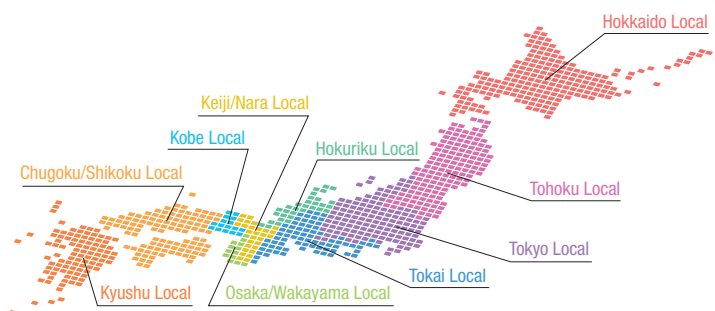 Hokkaido Local
Keiji/Nara Local
Kobe Local
Hokuriku Local
Chugoku/Shikoku Local
Tohoku Local
Tokyo Local
Tokai Local
Kyushu Local
Osaka/Wakayama Local